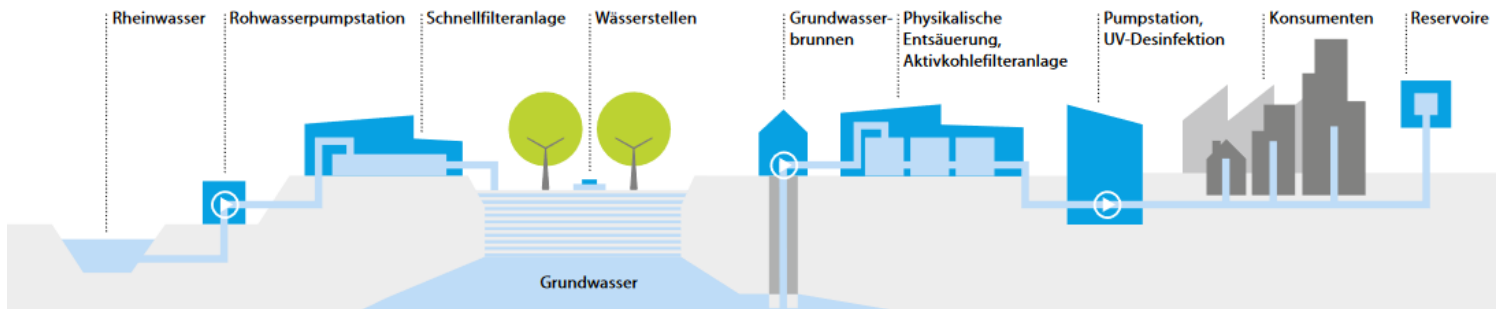 Rheinwasser
Rohwasserpumpstation
Schnellfilteranlage
Wässerstellen
Grundwasser-
brunnen
Physikalische
Entsäuerung,
Aktivkohlefilteranlage
Pumpstation,
UV-Desinfektion
Konsumenten
Reservoire
Grundwasser